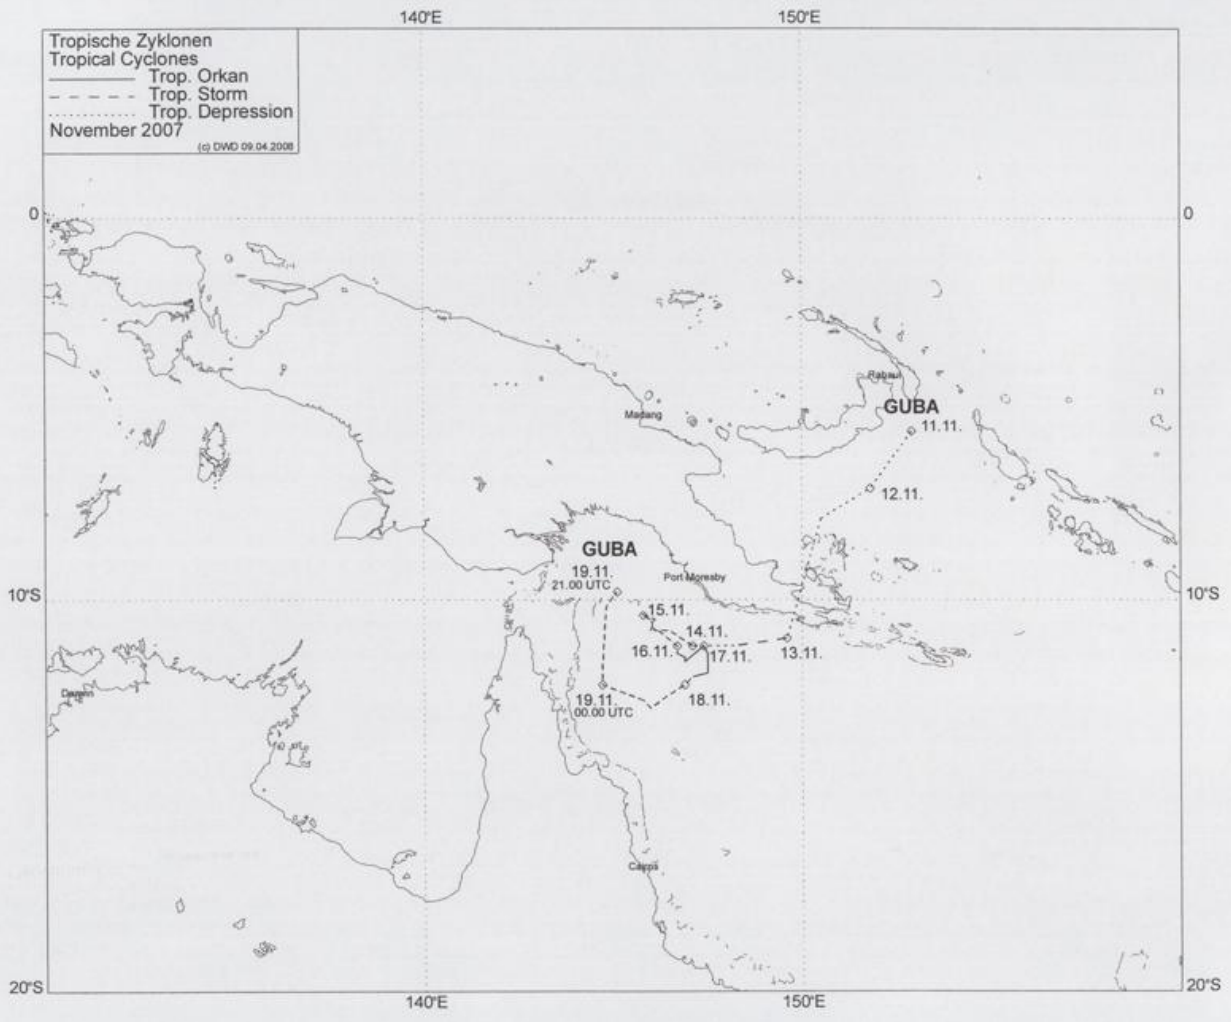 140°E
150°E
Tropische Zyklonen
Tropical Cyclones
Trop. Orkan
Trop. Storm
Trop. Depression
November 2007
(c) DWD 09.04.2008
0
0
Rabaul
GUBA
Madang
11.11.
12.11.
GUBA
19.11.
21.00 UTC
Port Moresby
10°S
10°S
15.11.
14.11.
16.11.
17.11.
13.11.
Darwin
19.11.
18.11.
00.00 UTC
Cairns
20°S
20°S
140°E
150°E